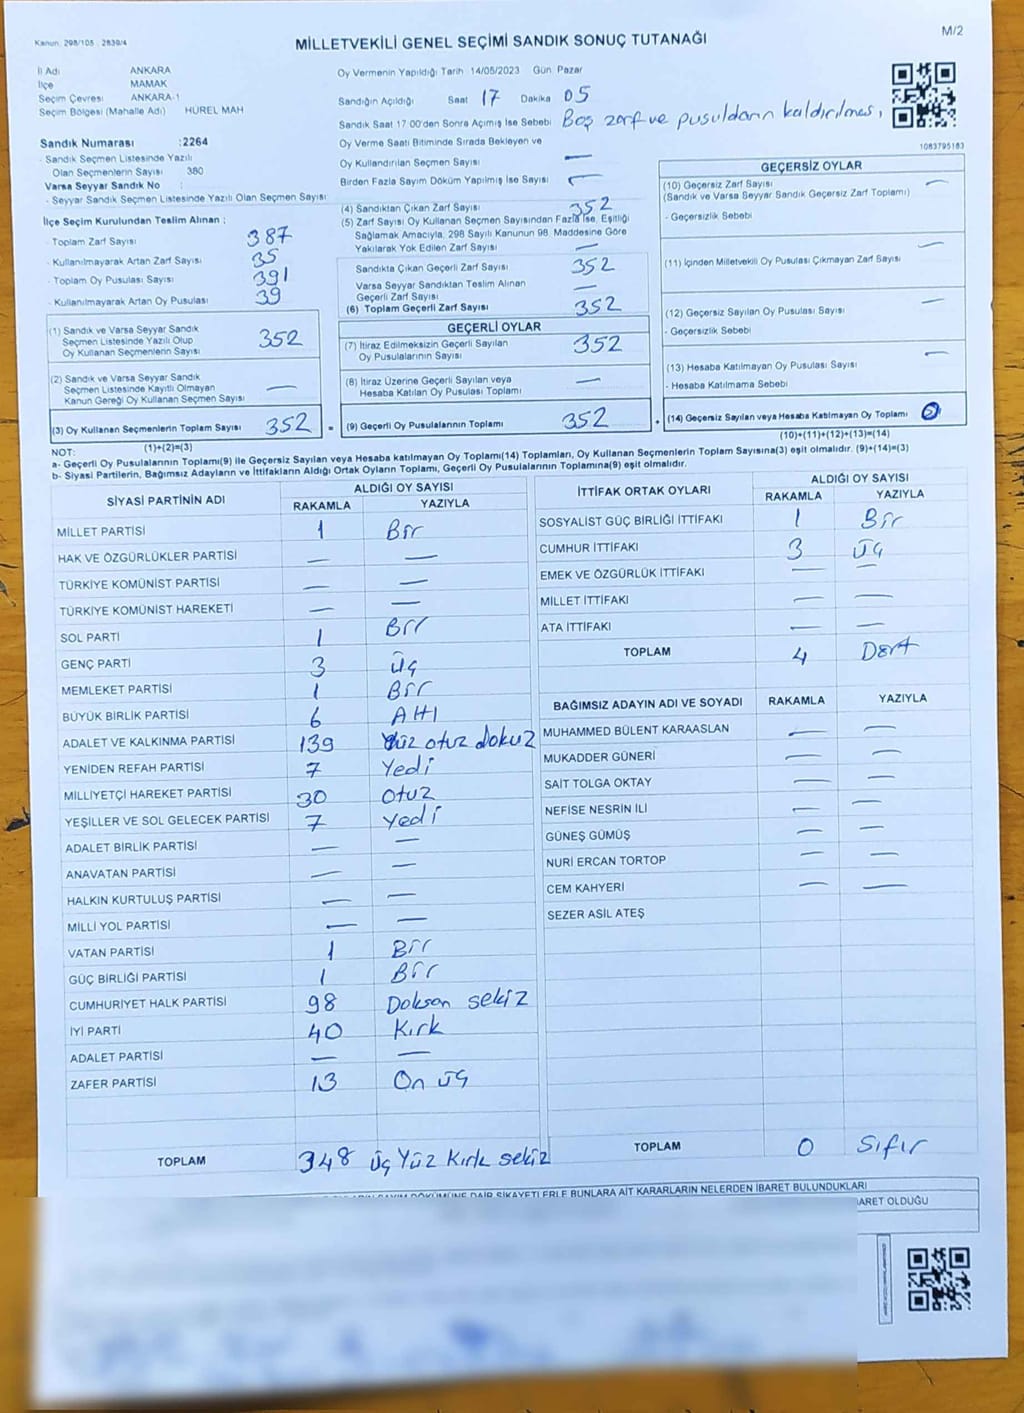 Kanun: 298/105 , 2839/4
MİLLETVEKİLİ GENEL SEÇİMİ SANDIK SONUÇ TUTANAĞI
M/2
İl Adı ANKARA
İlçe MAMAK
Seçim Çevresi ANKARA-1
Seçim Bölgesi (Mahalle Adı) HÜREL MAH
Sandık Numarası :2264
- Sandık Seçmen Listesinde Yazılı
Olan Seçmenlerin Sayısı 380
Varsa Seyyar Sandık No :
- Seyyar Sandık Seçmen Listesinde Yazılı Olan Seçmen Sayısı
İlçe Seçim Kurulundan Teslim Alınan :
- Toplam Zarf Sayısı 387
- Kullanılmayarak Artan Zarf Sayısı 35
- Toplam Oy Pusulası Sayısı 391
- Kullanılmayarak Artan Oy Pusulası 39
(1) Sandık ve Varsa Seyyar Sandık
Seçmen Listesinde Yazılı Olup
Oy Kullanan Seçmenlerin Sayısı 352
(2) Sandık ve Varsa Seyyar Sandık
Seçmen Listesinde Kayıtlı Olmayan
Kanun Gereği Oy Kullanan Seçmen Sayısı —
(3) Oy Kullanan Seçmenlerin Toplam Sayısı 352
(1)+(2)=(3)
Oy Vermenin Yapıldığı Tarih 14/05/2023 Gün Pazar
Sandığın Açıldığı Saat 17 Dakika 05
Sandık Saat 17:00'den Sonra Açımış İse Sebebi Boş zarf ve pusuların kaldırılması
Oy Verme Saati Bitiminde Sırada Bekleyen ve
Oy Kullandırılan Seçmen Sayısı —
Birden Fazla Sayım Döküm Yapılmış İse Sayısı —
(4) Sandıktan Çıkan Zarf Sayısı 352
(5) Zarf Sayısı Oy Kullanan Seçmen Sayısından Fazla İse, Eşitliği
Sağlamak Amacıyla, 298 Sayılı Kanunun 98. Maddesine Göre
Yakılarak Yok Edilen Zarf Sayısı —
Sandıkta Çıkan Geçerli Zarf Sayısı 352
Varsa Seyyar Sandıktan Teslim Alınan
Geçerli Zarf Sayısı —
(6) Toplam Geçerli Zarf Sayısı 352
GEÇERLİ OYLAR
(7) İtiraz Edilmeksizin Geçerli Sayılan
Oy Pusulalarının Sayısı 352
(8) İtiraz Üzerine Geçerli Sayılan veya
Hesaba Katılan Oy Pusulası Toplamı —
= (9) Geçerli Oy Pusulalarının Toplamı 352 +
1083795183
GEÇERSİZ OYLAR
(10) Geçersiz Zarf Sayısı —
(Sandık ve Varsa Seyyar Sandık Geçersiz Zarf Toplamı)
- Geçersizlik Sebebi
(11) İçinden Milletvekili Oy Pusulası Çıkmayan Zarf Sayısı —
(12) Geçersiz Sayılan Oy Pusulası Sayısı —
- Geçersizlik Sebebi
(13) Hesaba Katılmayan Oy Pusulası Sayısı —
- Hesaba Katılmama Sebebi
(14) Geçersiz Sayılan veya Hesaba Katılmayan Oy Toplamı
(10)+(11)+(12)+(13)=(14)
NOT:
a- Geçerli Oy Pusulalarının Toplamı(9) ile Geçersiz Sayılan veya Hesaba katılmayan Oy Toplamı(14) Toplamları, Oy Kullanan Seçmenlerin Toplam Sayısına(3) eşit olmalıdır. (9)+(14)=(3)
b- Siyasi Partilerin, Bağımsız Adayların ve İttifakların Aldığı Ortak Oyların Toplamı, Geçerli Oy Pusulalarının Toplamına(9) eşit olmalıdır.
SİYASİ PARTİNİN ADI ALDIĞI OY SAYISI
RAKAMLA YAZIYLA
MİLLET PARTİSİ 1 Bir
HAK VE ÖZGÜRLÜKLER PARTİSİ — —
TÜRKİYE KOMÜNİST PARTİSİ — —
TÜRKİYE KOMÜNİST HAREKETİ — —
SOL PARTİ 1 Bir
GENÇ PARTİ 3 Üç
MEMLEKET PARTİSİ 1 Bir
BÜYÜK BİRLİK PARTİSİ 6 Altı
ADALET VE KALKINMA PARTİSİ 139 Yüz otuz dokuz
YENİDEN REFAH PARTİSİ 7 Yedi
MİLLİYETÇİ HAREKET PARTİSİ 30 Otuz
YEŞİLLER VE SOL GELECEK PARTİSİ 7 Yedi
ADALET BİRLİK PARTİSİ — —
ANAVATAN PARTİSİ — —
HALKIN KURTULUŞ PARTİSİ — —
MİLLİ YOL PARTİSİ — —
VATAN PARTİSİ 1 Bir
GÜÇ BİRLİĞİ PARTİSİ 1 Bir
CUMHURİYET HALK PARTİSİ 98 Doksan sekiz
İYİ PARTİ 40 Kırk
ADALET PARTİSİ — —
ZAFER PARTİSİ 13 On üç
TOPLAM 348 Üç Yüz Kırk sekiz
İTTİFAK ORTAK OYLARI ALDIĞI OY SAYISI
RAKAMLA YAZIYLA
SOSYALİST GÜÇ BİRLİĞİ İTTİFAKI 1 Bir
CUMHUR İTTİFAKI 3 Üç
EMEK VE ÖZGÜRLÜK İTTİFAKI — —
MİLLET İTTİFAKI — —
ATA İTTİFAKI — —
TOPLAM 4 Dört
BAĞIMSIZ ADAYIN ADI VE SOYADI RAKAMLA YAZIYLA
MUHAMMED BÜLENT KARAASLAN — —
MUKADDER GÜNERİ — —
SAİT TOLGA OKTAY — —
NEFİSE NESRİN İLİ — —
GÜNEŞ GÜMÜŞ — —
NURİ ERCAN TORTOP — —
CEM KAHYERİ — —
SEZER ASİL ATEŞ
TOPLAM 0 Sıfır
SAYIM DÖKÜMÜNE DAİR ŞİKAYETLERLE BUNLARA AİT KARARLARIN NELERDEN İBARET BULUNDUKLARI
İBARET OLDUĞU